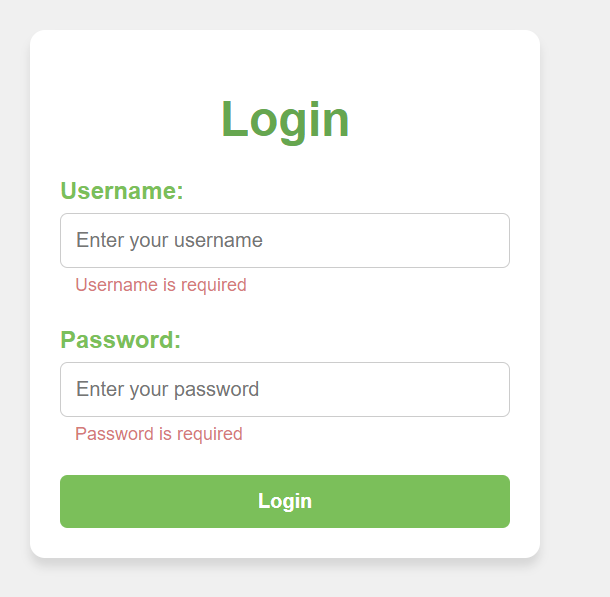 Login
Username:
Enter your username
Username is required
Password:
Enter your password
Password is required
Login